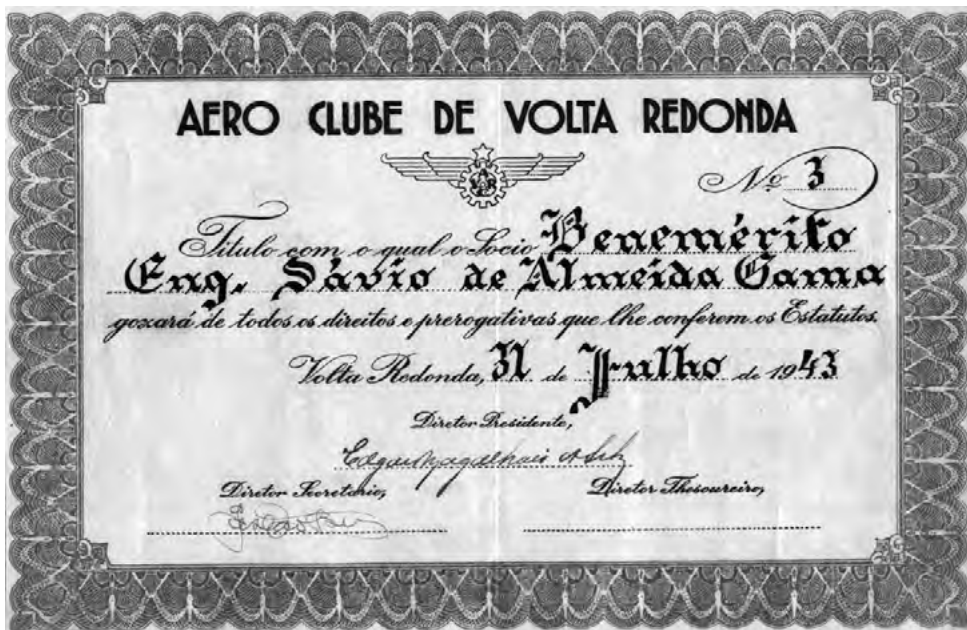 AERO CLUBE DE VOLTA REDONDA
Nº 3
Titulo com o qual o Socio Benemérito
Eng. Sávio de Almeida Gama
gozará de todos os direitos e prerogativas que lhe conferem os Estatutos.
Volta Redonda, 31 de Julho de 1943
Diretor Presidente,
Edgar Magalhães
Diretor Secretario,
Diretor Thesoureiro,